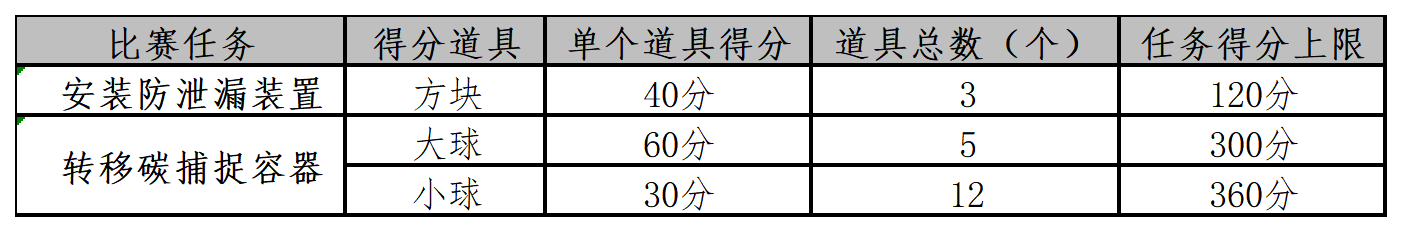 比赛任务 得分道具 单个道具得分 道具总数（个） 任务得分上限
安装防泄漏装置 方块 40分 3 120分
转移碳捕捉容器 大球 60分 5 300分
小球 30分 12 360分